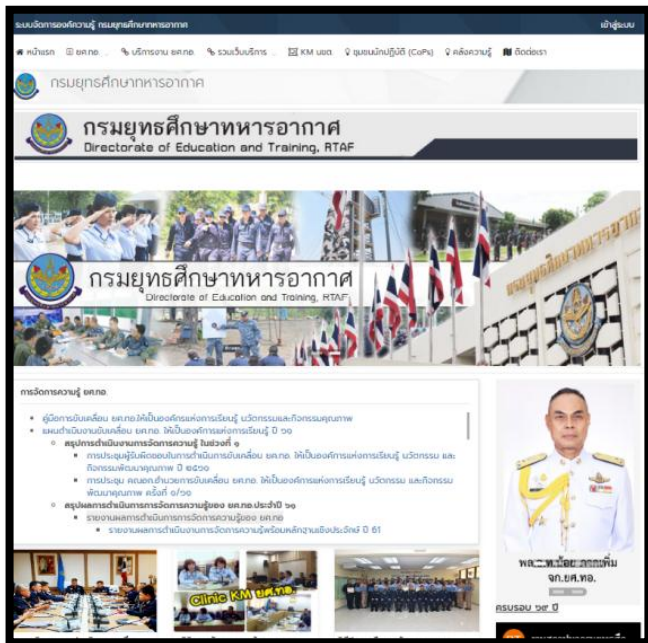 ระบบจัดการองค์ความรู้ กรมยุทธศึกษาทหารอากาศ
เข้าสู่ระบบ
หน้าแรก
ยศ.ทอ.
บริการงาน ยศ.ทอ.
รวมเว็บบริการ
KM นขต.
ชุมชนนักปฏิบัติ (CoPs)
คลังความรู้
ติดต่อเรา
กรมยุทธศึกษาทหารอากาศ
กรมยุทธศึกษาทหารอากาศ
Directorate of Education and Training, RTAF
กรมยุทธศึกษาทหารอากาศ
Directorate of Education and Training, RTAF
กรมยุทธศึกษาทหารอากาศ
การจัดการความรู้ ยศ.ทอ.
คู่มือการขับเคลื่อน ยศ.ทอ.ให้เป็นองค์กรแห่งการเรียนรู้ นวัตกรรมและกิจกรรมคุณภาพ
แผนดำเนินงานขับเคลื่อน ยศ.ทอ. ให้เป็นองค์กรแห่งการเรียนรู้ ปี ๖๑
สรุปการดำเนินงานการจัดการความรู้ ในช่วงที่ ๑
การประชุมผู้รับผิดชอบในการดำเนินการขับเคลื่อน ยศ.ทอ. ให้เป็นองค์กรแห่งการเรียนรู้ นวัตกรรม และ
กิจกรรมพัฒนาคุณภาพ ปี ๒๕๖๑
การประชุม คณอก.อำนวยการขับเคลื่อน ยศ.ทอ. ให้เป็นองค์กรแห่งการเรียนรู้ นวัตกรรม และกิจกรรม
พัฒนาคุณภาพ ครั้งที่ ๑/๖๑
สรุปผลการดำเนินการการจัดการความรู้ของ ยศ.ทอ.ประจำปี ๖๑
รายงานผลการดำเนินการการจัดการความรู้ของ ยศ.ทอ
รายงานผลการดำเนินงานการจัดการความรู้พร้อมหลักฐานเชิงประจักษ์ ปี 61
Clinic KM ยศ.ทอ.
จก.ยศ.ทอ.
ครบรอบ ๖๙ ปี